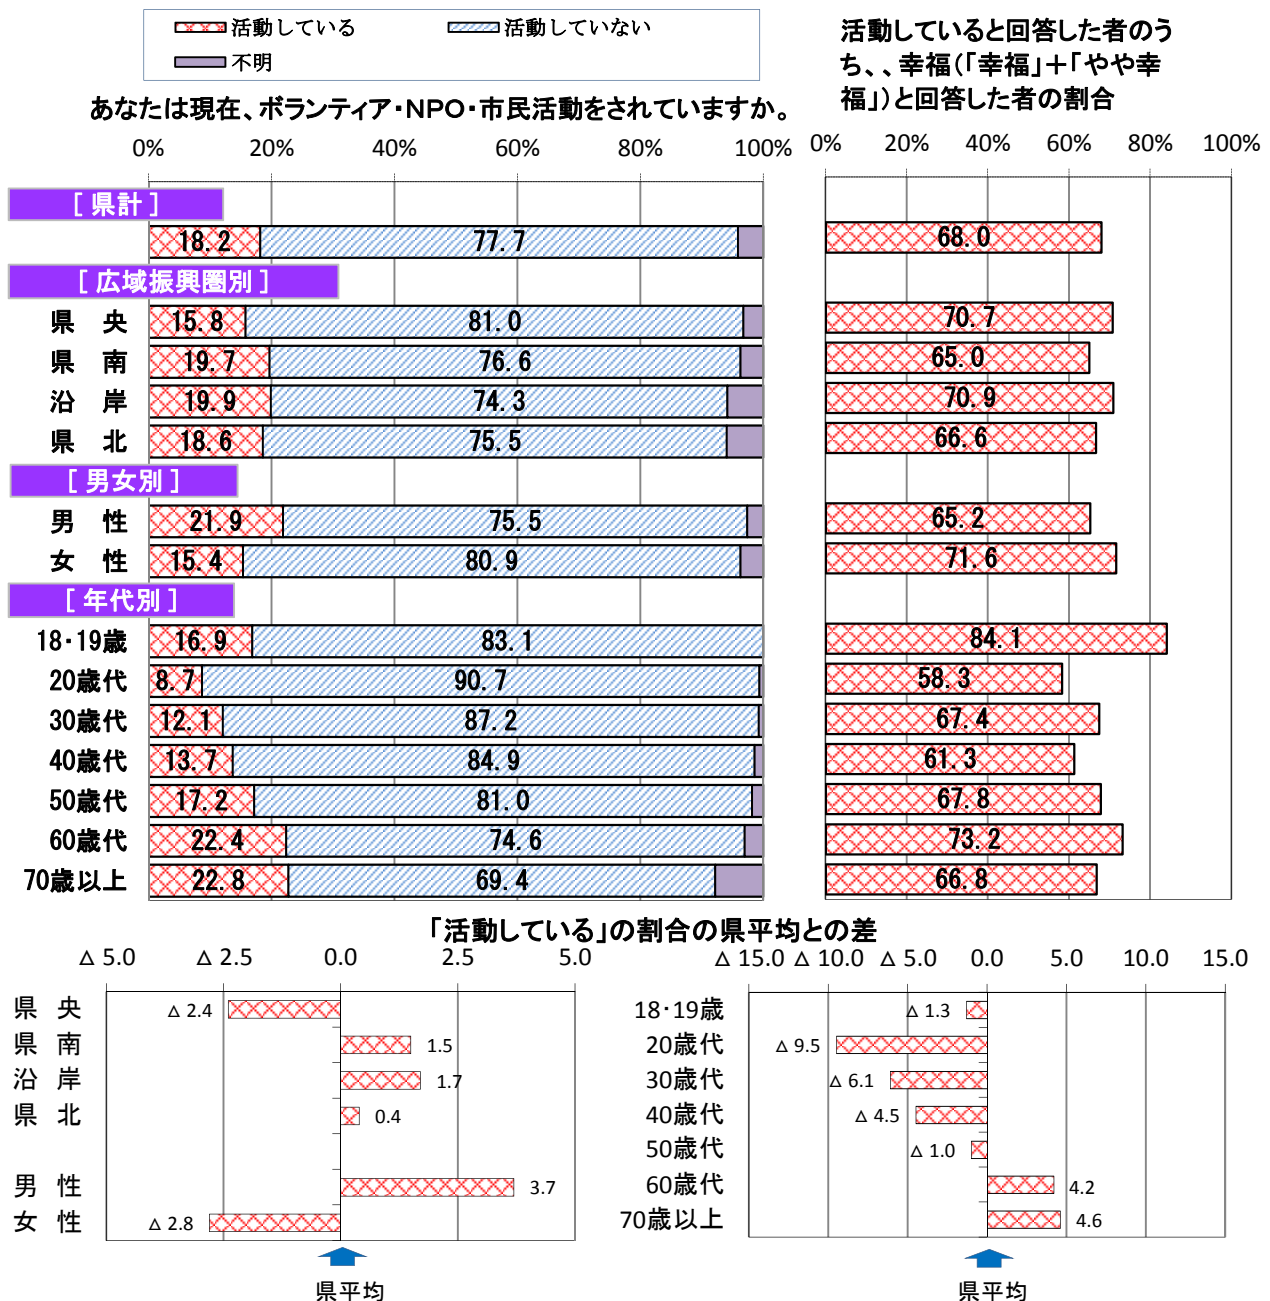 活動している 活動していない
不明
あなたは現在、ボランティア・NPO・市民活動をされていますか。
活動していると回答した者のう
ち、、幸福(「幸福」+「やや幸
福」)と回答した者の割合
0% 20% 40% 60% 80% 100% 0% 20% 40% 60% 80% 100%
[ 県計 ]
18.2 77.7 68.0
[ 広域振興圏別 ]
県 央 15.8 81.0 70.7
県 南 19.7 76.6 65.0
沿 岸 19.9 74.3 70.9
県 北 18.6 75.5 66.6
[ 男女別 ]
男 性 21.9 75.5 65.2
女 性 15.4 80.9 71.6
[ 年代別 ]
18・19歳 16.9 83.1 84.1
20歳代 8.7 90.7 58.3
30歳代 12.1 87.2 67.4
40歳代 13.7 84.9 61.3
50歳代 17.2 81.0 67.8
60歳代 22.4 74.6 73.2
70歳以上 22.8 69.4 66.8
「活動している」の割合の県平均との差
△ 5.0 △ 2.5 0.0 2.5 5.0
県 央 △ 2.4
県 南 1.5
沿 岸 1.7
県 北 0.4
男 性 3.7
女 性 △ 2.8
県平均
△ 15.0 △ 10.0 △ 5.0 0.0 5.0 10.0 15.0
18・19歳 △ 1.3
20歳代 △ 9.5
30歳代 △ 6.1
40歳代 △ 4.5
50歳代 △ 1.0
60歳代 4.2
70歳以上 4.6
県平均